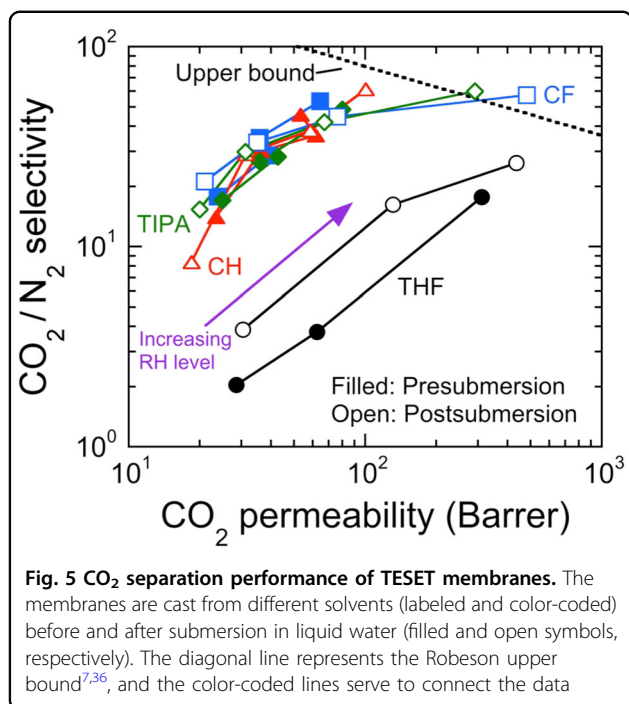 10²
Upper bound
CF
CO₂ / N₂ selectivity
10¹
TIPA
CH
THF
Increasing
RH level
Filled: Presubmersion
Open: Postsubmersion
10⁰
10¹ 10² 10³
CO₂ permeability (Barrer)
Fig. 5 CO₂ separation performance of TESET membranes. The
membranes are cast from different solvents (labeled and color-coded)
before and after submersion in liquid water (filled and open symbols,
respectively). The diagonal line represents the Robeson upper
bound⁷,³⁶, and the color-coded lines serve to connect the data